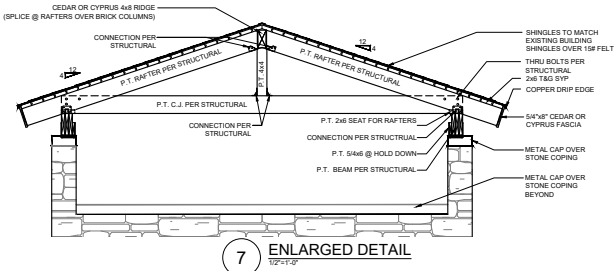 CEDAR OR CYPRUS 4x8 RIDGE
(SPLICE @ RAFTERS OVER BRICK COLUMNS)
CONNECTION PER
STRUCTURAL
12
4
12
4
P.T. RAFTER PER STRUCTURAL
P.T. 4x4
P.T. RAFTER PER STRUCTURAL
P.T. C.J. PER STRUCTURAL
CONNECTION PER
STRUCTURAL
P.T. 2x6 SEAT FOR RAFTERS
CONNECTION PER STRUCTRUAL
P.T. 5/4x6 @ HOLD DOWN
P.T. BEAM PER STRUCTURAL
SHINGLES TO MATCH
EXISTING BUILDING
SHINGLES OVER 15# FELT
THRU BOLTS PER
STRUCTURAL
2x6 T&G SYP
COPPER DRIP EDGE
5/4"x8" CEDAR OR
CYPRUS FASCIA
METAL CAP OVER
STONE COPING
METAL CAP OVER
STONE COPING
BEYOND
7 ENLARGED DETAIL
1/2"=1'-0"